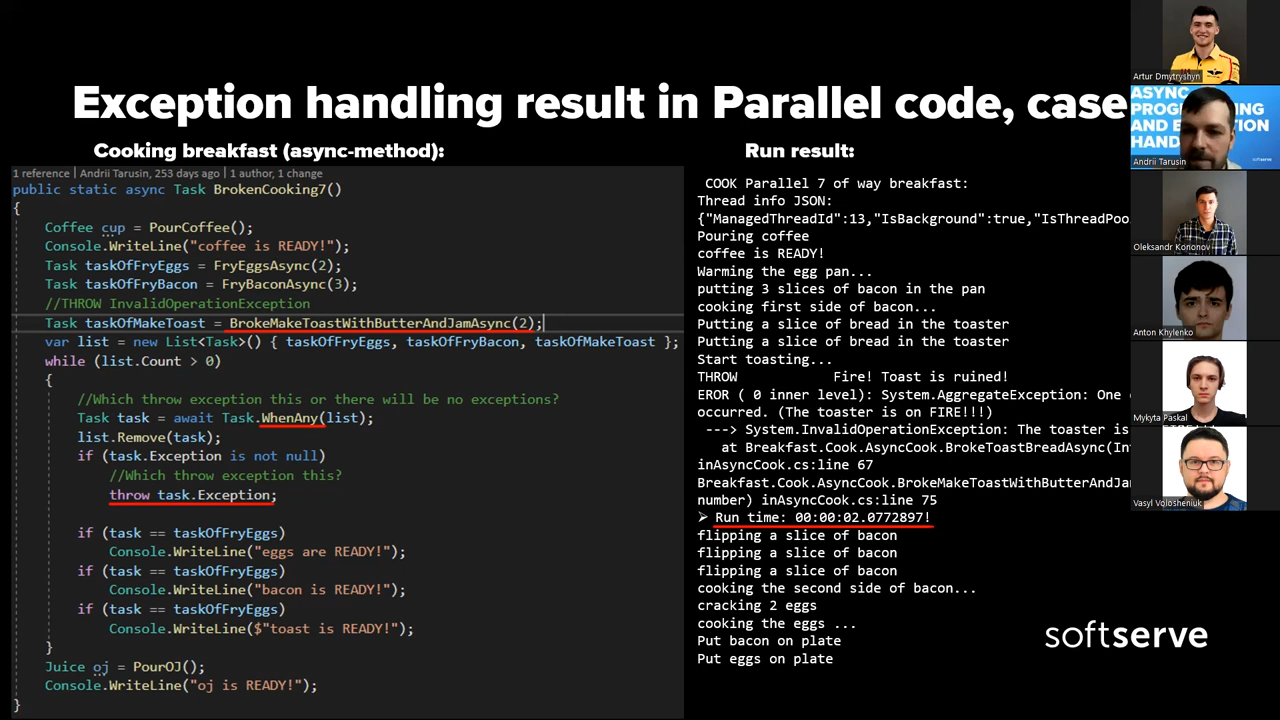 Exception handling result in Parallel code, case
Cooking breakfast (async-method):
1 reference | Andrii Tarusin, 253 days ago | 1 author, 1 change
public static async Task BrokenCooking7()
{
Coffee cup = PourCoffee();
Console.WriteLine("coffee is READY!");
Task taskOfFryEggs = FryEggsAsync(2);
Task taskOfFryBacon = FryBaconAsync(3);
//THROW InvalidOperationException
Task taskOfMakeToast = BrokeMakeToastWithButterAndJamAsync(2);
var list = new List<Task>() { taskOfFryEggs, taskOfFryBacon, taskOfMakeToast };
while (list.Count > 0)
{
//Which throw exception this or there will be no exceptions?
Task task = await Task.WhenAny(list);
list.Remove(task);
if (task.Exception is not null)
//Which throw exception this?
throw task.Exception;
if (task == taskOfFryEggs)
Console.WriteLine("eggs are READY!");
if (task == taskOfFryEggs)
Console.WriteLine("bacon is READY!");
if (task == taskOfFryEggs)
Console.WriteLine($"toast is READY!");
}
Juice oj = PourOJ();
Console.WriteLine("oj is READY!");
}
Run result:
COOK Parallel 7 of way breakfast:
Thread info JSON:
{"ManagedThreadId":13,"IsBackground":true,"IsThreadPoo
Pouring coffee
coffee is READY!
Warming the egg pan...
putting 3 slices of bacon in the pan
cooking first side of bacon...
Putting a slice of bread in the toaster
Putting a slice of bread in the toaster
Start toasting...
THROW Fire! Toast is ruined!
EROR ( 0 inner level): System.AggregateException: One
occurred. (The toaster is on FIRE!!!)
---> System.InvalidOperationException: The toaster is
at Breakfast.Cook.AsyncCook.BrokeToastBreadAsync(In
inAsyncCook.cs:line 67
Breakfast.Cook.AsyncCook.BrokeMakeToastWithButterAndJam
number) inAsyncCook.cs:line 75
➢ Run time: 00:00:02.0772897!
flipping a slice of bacon
flipping a slice of bacon
flipping a slice of bacon
cooking the second side of bacon...
cracking 2 eggs
cooking the eggs ...
Put bacon on plate
Put eggs on plate
softserve
Artur Dmytryshyn
ASYNC
Andrii Tarusin
softserve
Oleksandr Kononov
Anton Khylenko
Mykyta Paskal
Vasyl Volosheniuk